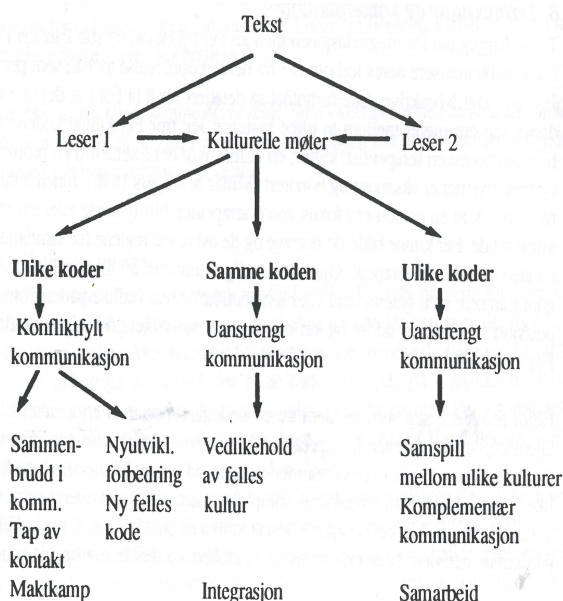 Tekst
Leser 1
Kulturelle møter
Leser 2
Ulike koder
Samme koden
Ulike koder
Konfliktfylt
kommunikasjon
Uanstrengt
kommunikasjon
Uanstrengt
kommunikasjon
Sammen-
brudd i
komm.
Tap av
kontakt
Maktkamp
Nyutvikl.
forbedring
Ny felles
kode
Vedlikehold
av felles
kultur
Integrasjon
Samspill
mellom ulike kulturer
Komplementær
kommunikasjon
Samarbeid